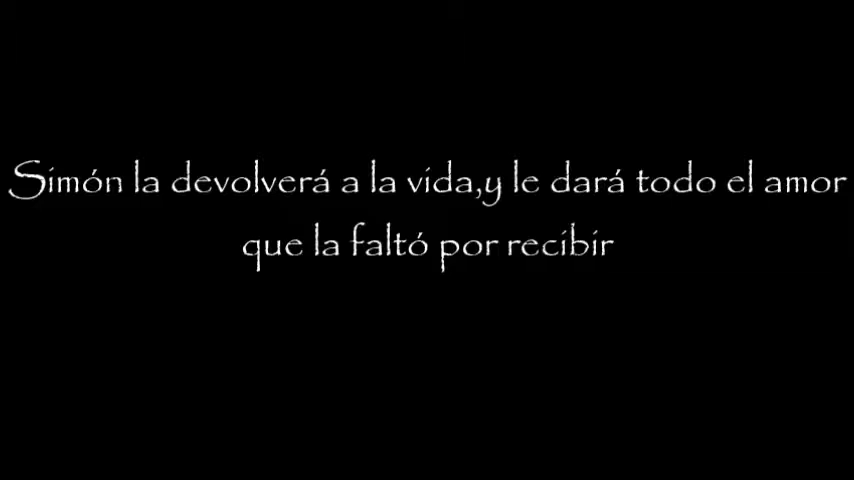 Simón la devolverá a la vida,y le dará todo el amor
que la faltó por recibir